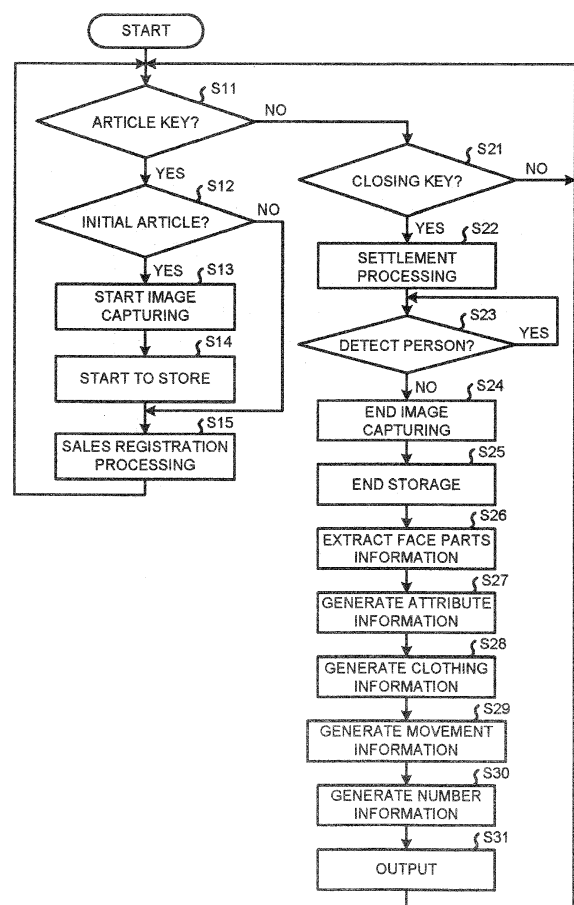 START
S11
ARTICLE KEY?
NO
YES
S12
INITIAL ARTICLE?
NO
YES
S13
START IMAGE
CAPTURING
S14
START TO STORE
S15
SALES REGISTRATION
PROCESSING
S21
CLOSING KEY?
NO
YES
S22
SETTLEMENT
PROCESSING
S23
DETECT PERSON?
YES
NO
S24
END IMAGE
CAPTURING
S25
END STORAGE
S26
EXTRACT FACE PARTS
INFORMATION
S27
GENERATE ATTRIBUTE
INFORMATION
S28
GENERATE CLOTHING
INFORMATION
S29
GENERATE MOVEMENT
INFORMATION
S30
GENERATE NUMBER
INFORMATION
S31
OUTPUT